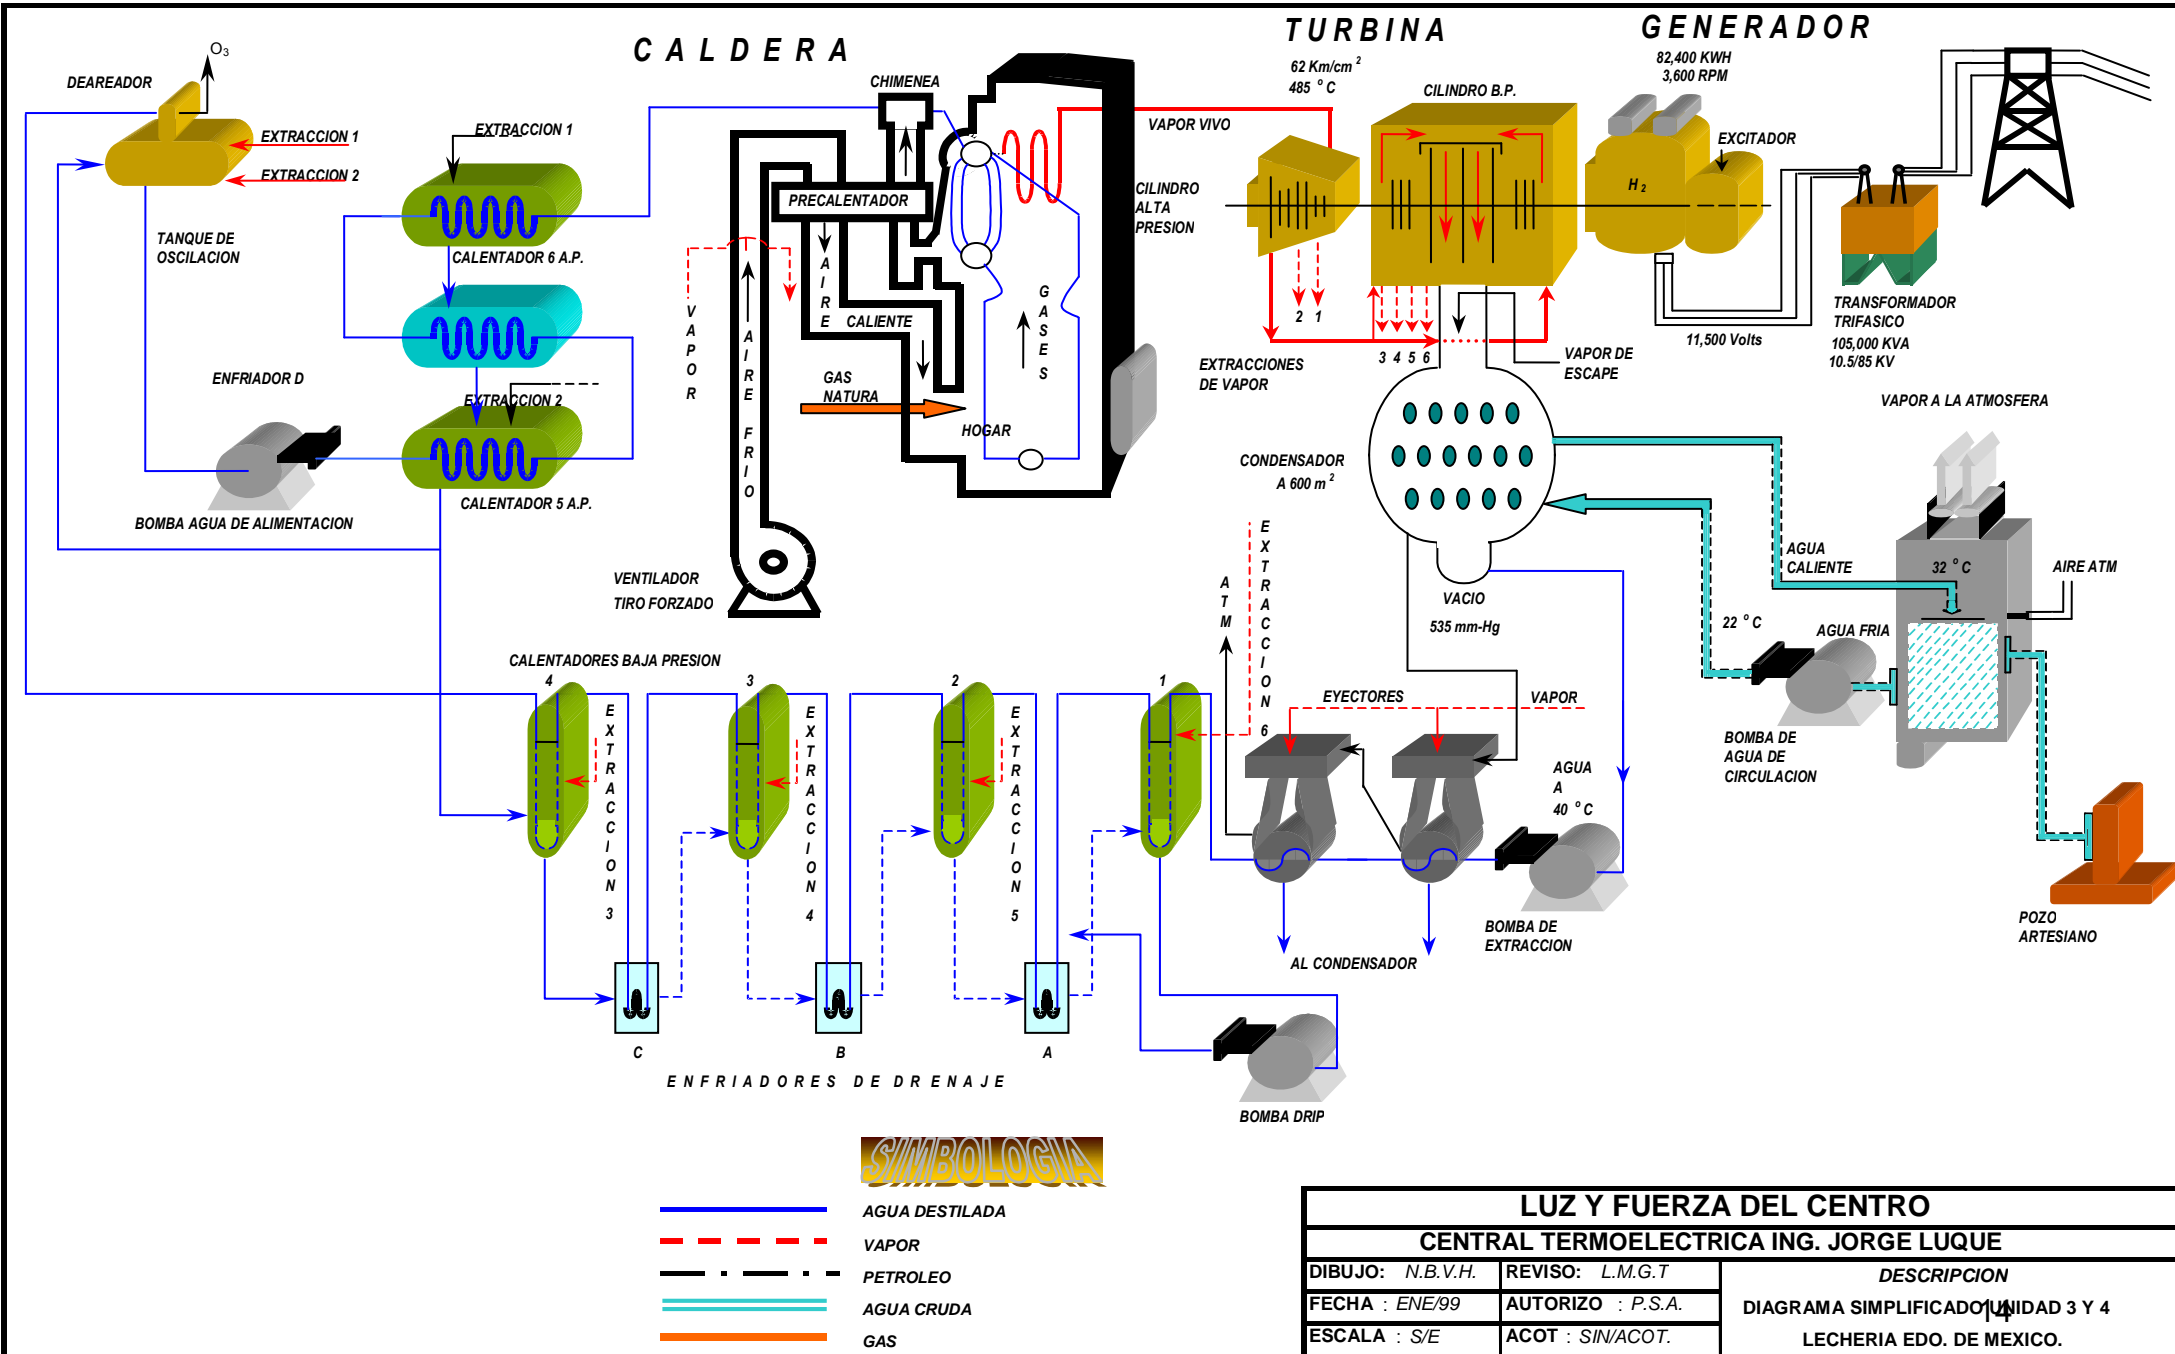 CALDERA
TURBINA
GENERADOR
O3
DEAREADOR
EXTRACCION 1
EXTRACCION 2
TANQUE DE
OSCILACION
EXTRACCION 1
CALENTADOR 6 A.P.
ENFRIADOR D
EXTRACCION 2
CALENTADOR 5 A.P.
BOMBA AGUA DE ALIMENTACION
CHIMENEA
PRECALENTADOR
VAPOR
AIRE FRIO
AIRE
CALIENTE
GAS
NATURA
HOGAR
GASES
VENTILADOR
TIRO FORZADO
62 Km/cm 2
485 °C
VAPOR VIVO
CILINDRO
ALTA
PRESION
CILINDRO B.P.
2 1
3 4 5 6
EXTRACCIONES
DE VAPOR
VAPOR DE
ESCAPE
82,400 KWH
3,600 RPM
EXCITADOR
H2
11,500 Volts
TRANSFORMADOR
TRIFASICO
105,000 KVA
10.5/85 KV
VAPOR A LA ATMOSFERA
CONDENSADOR
A 600 m 2
VACIO
535 mm-Hg
AGUA
CALIENTE
32 °C
AIRE ATM
22 °C
AGUA FRIA
BOMBA DE
AGUA DE
CIRCULACION
POZO
ARTESIANO
ATM
EXTRACCION 6
EYECTORES
VAPOR
AGUA
A
40 °C
BOMBA DE
EXTRACCION
AL CONDENSADOR
CALENTADORES BAJA PRESION
4
3
2
1
EXTRACCION 3
EXTRACCION 4
EXTRACCION 5
C
B
A
ENFRIADORES DE DRENAJE
BOMBA DRIP
SIMBOLOGIA
AGUA DESTILADA
VAPOR
PETROLEO
AGUA CRUDA
GAS
LUZ Y FUERZA DEL CENTRO
CENTRAL TERMOELECTRICA ING. JORGE LUQUE
DIBUJO: N.B.V.H.
REVISO: L.M.G.T
FECHA : ENE/99
AUTORIZO : P.S.A.
ESCALA : S/E
ACOT : SIN/ACOT.
DESCRIPCION
DIAGRAMA SIMPLIFICADO UNIDAD 3 Y 4
14
LECHERIA EDO. DE MEXICO.